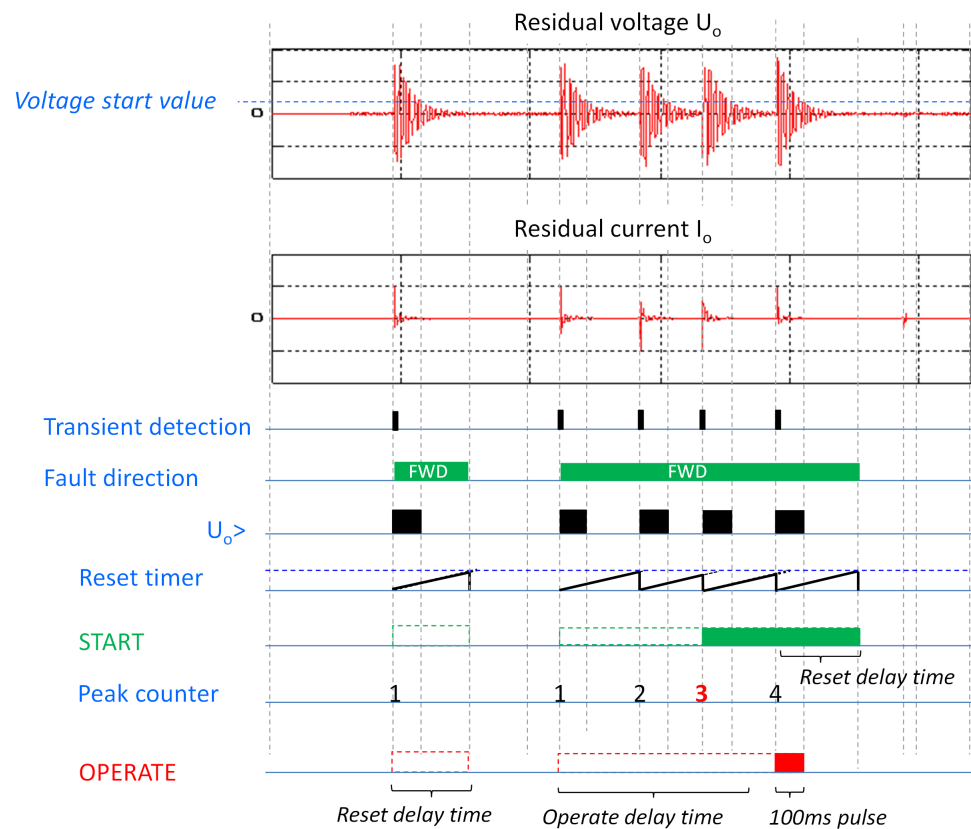 Residual voltage Uo
Voltage start value
0
Residual current Io
0
Transient detection
Fault direction
FWD
FWD
Uo>
Reset timer
START
Reset delay time
Peak counter
1
1
2
3
4
OPERATE
Reset delay time
Operate delay time
100ms pulse